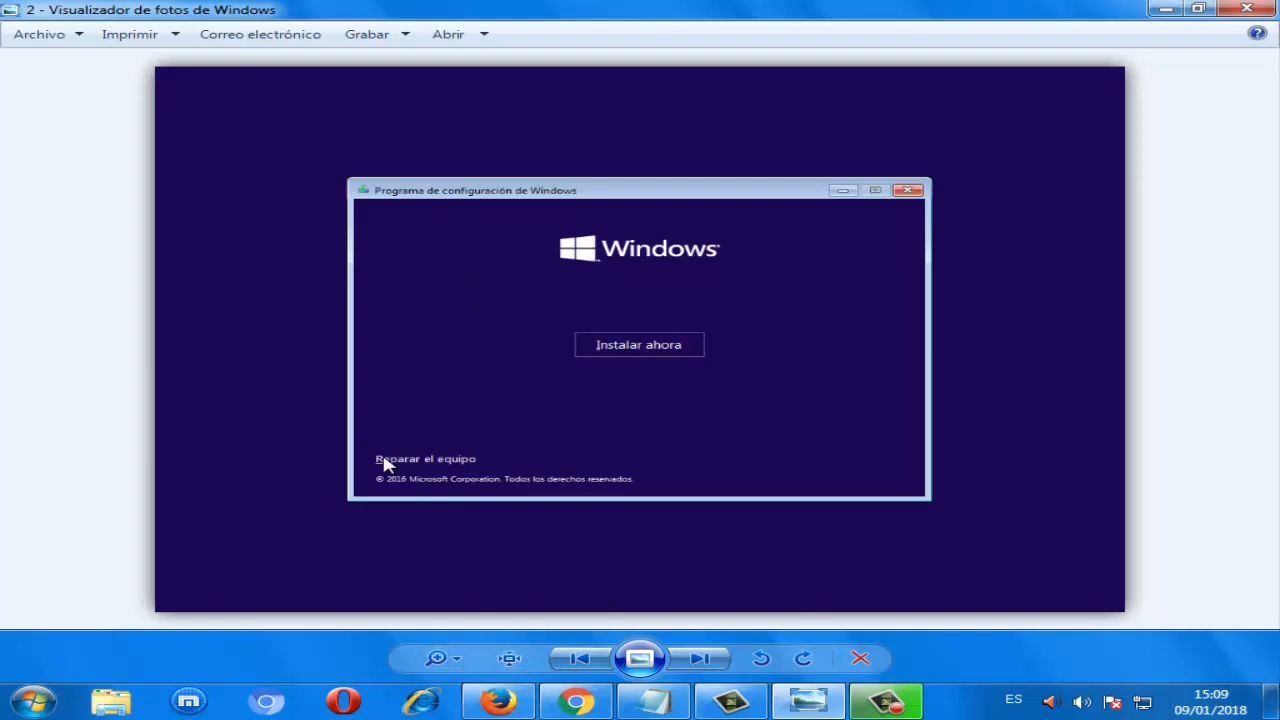 2 - Visualizador de fotos de Windows
Archivo Imprimir Correo electrónico Grabar Abrir
Programa de configuración de Windows
Windows
Instalar ahora
Reparar el equipo
© 2016 Microsoft Corporation. Todos los derechos reservados.
ES
15:09
09/01/2018